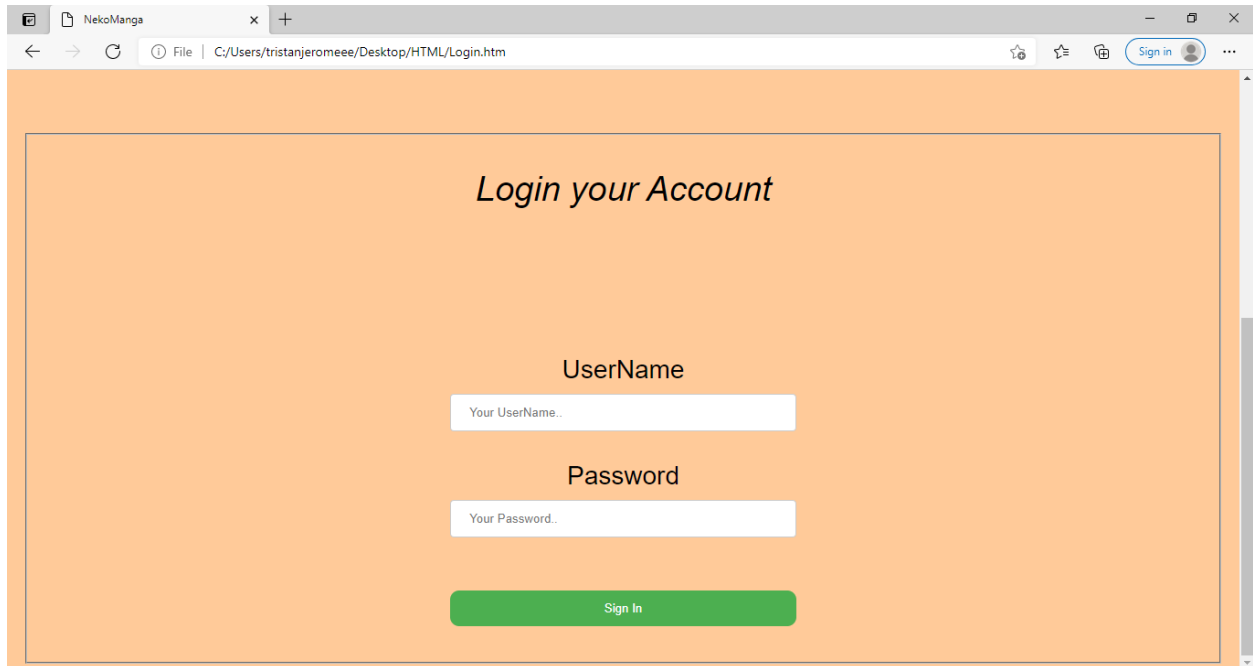 NekoManga
File | C:/Users/tristanjeromeee/Desktop/HTML/Login.htm
Sign in
Login your Account
UserName
Your UserName..
Password
Your Password..
Sign In